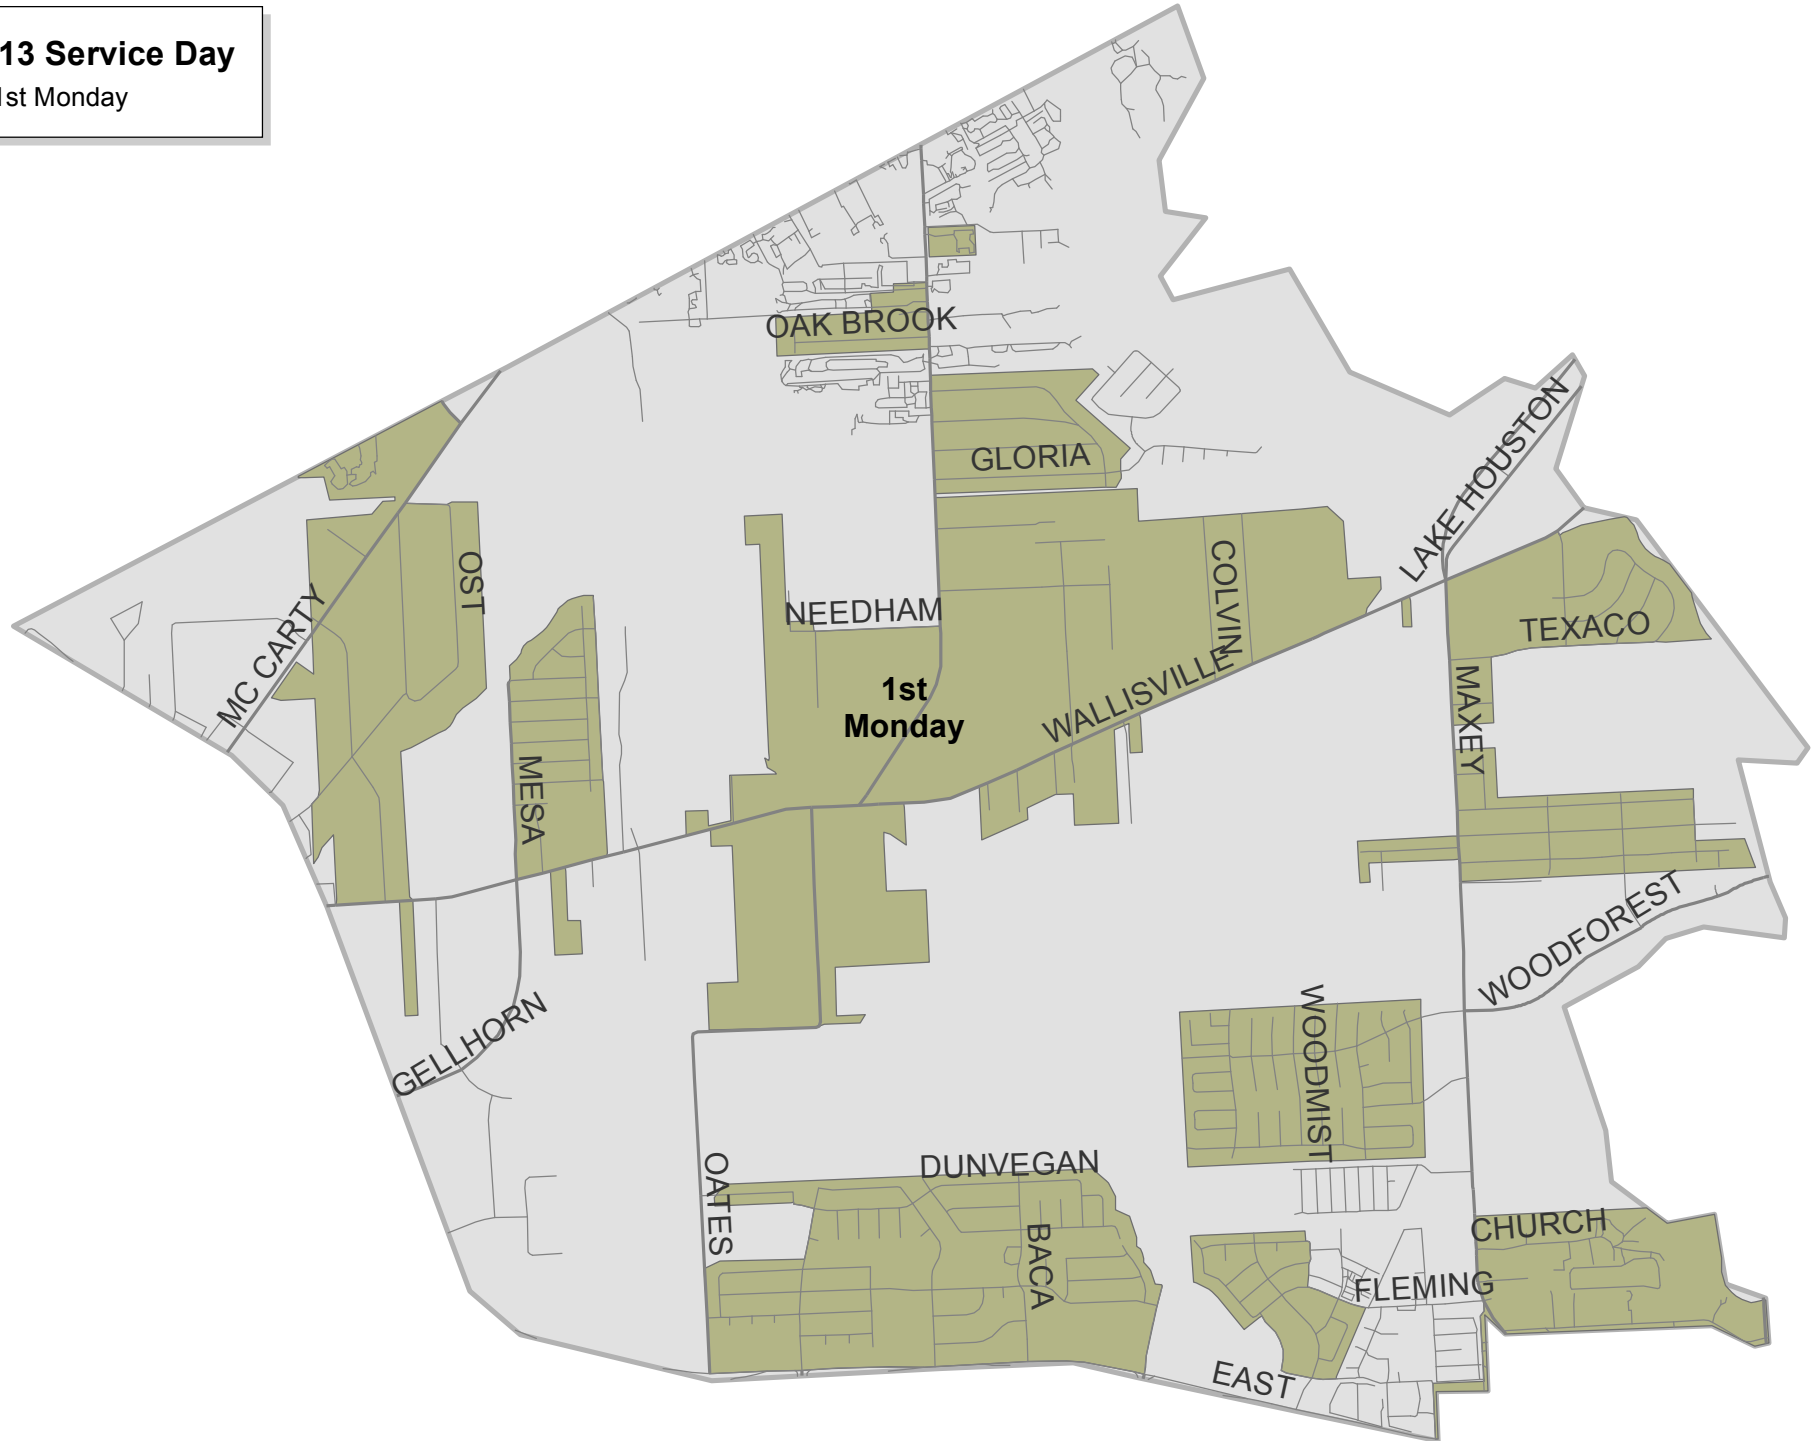 13 Service Day
1st Monday
OAK BROOK
GLORIA
LAKE HOUSTON
OST
COLVIN
NEEDHAM
MC CARTY
TEXACO
1st
Monday
WALLISVILLE
MAXEY
MESA
WOODFOREST
GELLHORN
WOODMIST
DUNVEGAN
OATES
BACA
CHURCH
FLEMING
EAST